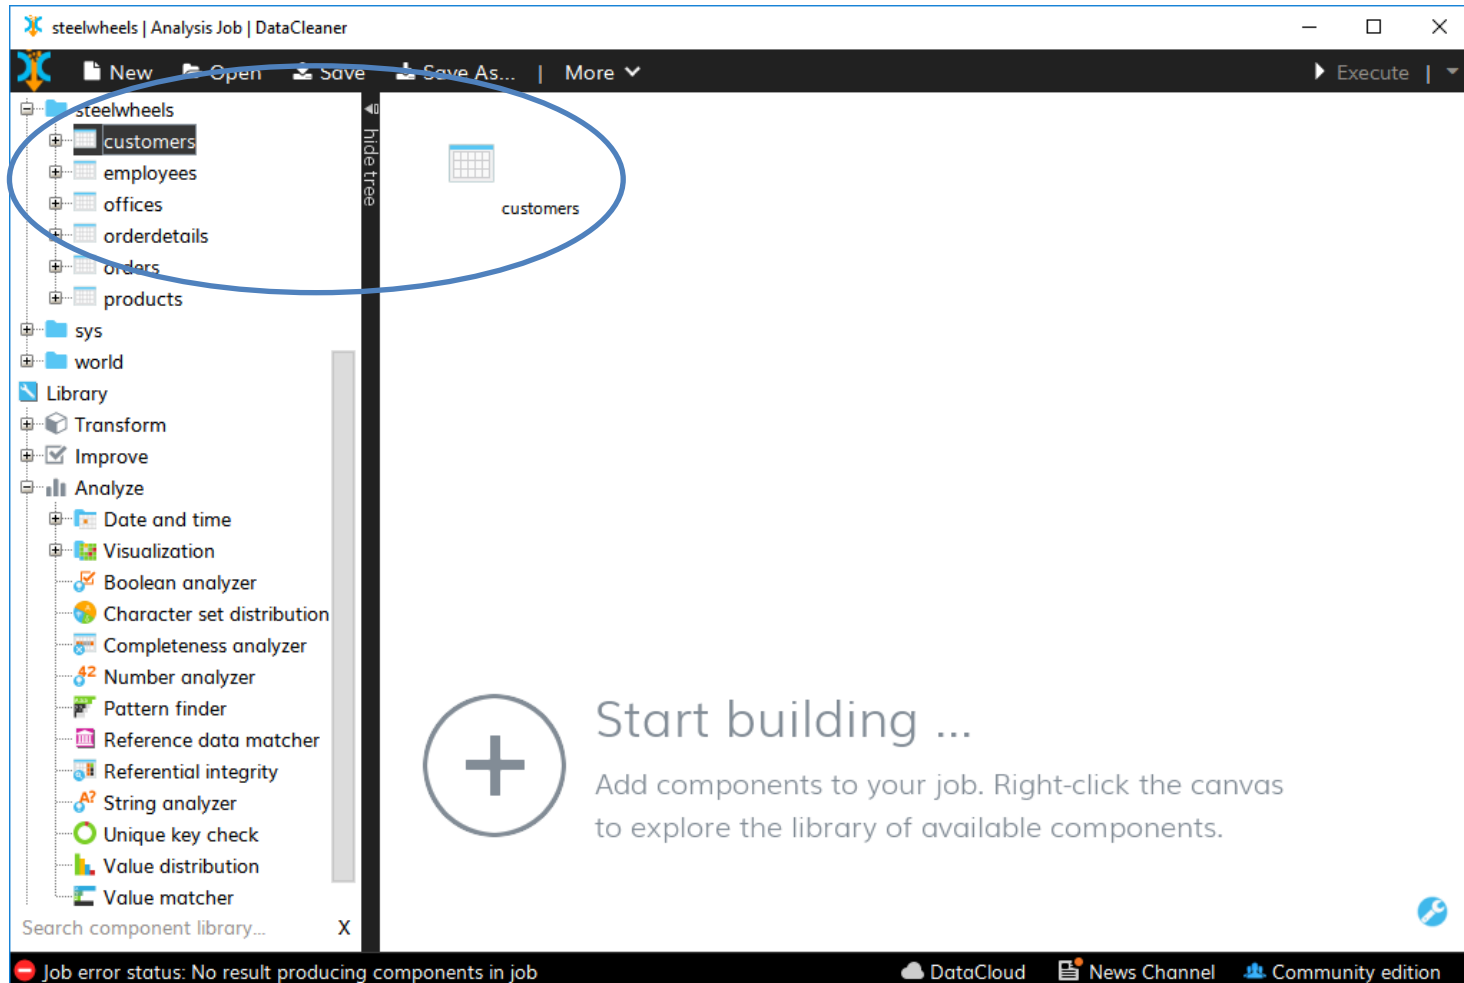 steelwheels | Analysis Job | DataCleaner
New Open Save Save As... | More Execute |
steelwheels
customers
employees
offices
orderdetails
orders
products
sys
world
Library
Transform
Improve
Analyze
Date and time
Visualization
Boolean analyzer
Character set distribution
Completeness analyzer
Number analyzer
Pattern finder
Reference data matcher
Referential integrity
String analyzer
Unique key check
Value distribution
Value matcher
Search component library... X
hide tree
customers
Start building ...
Add components to your job. Right-click the canvas
to explore the library of available components.
Job error status: No result producing components in job
DataCloud News Channel Community edition